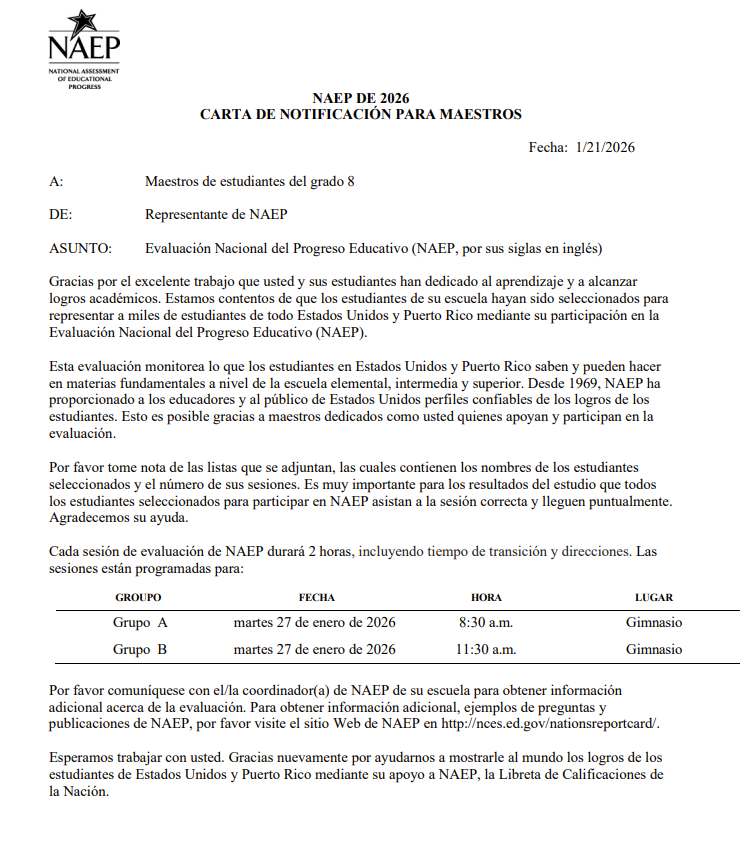 NAEP
NATIONAL ASSESSMENT
OF EDUCATIONAL
PROGRESS
NAEP DE 2026
CARTA DE NOTIFICACIÓN PARA MAESTROS
Fecha: 1/21/2026
A: Maestros de estudiantes del grado 8
DE: Representante de NAEP
ASUNTO: Evaluación Nacional del Progreso Educativo (NAEP, por sus siglas en inglés)
Gracias por el excelente trabajo que usted y sus estudiantes han dedicado al aprendizaje y a alcanzar
logros académicos. Estamos contentos de que los estudiantes de su escuela hayan sido seleccionados para
representar a miles de estudiantes de todo Estados Unidos y Puerto Rico mediante su participación en la
Evaluación Nacional del Progreso Educativo (NAEP).
Esta evaluación monitorea lo que los estudiantes en Estados Unidos y Puerto Rico saben y pueden hacer
en materias fundamentales a nivel de la escuela elemental, intermedia y superior. Desde 1969, NAEP ha
proporcionado a los educadores y al público de Estados Unidos perfiles confiables de los logros de los
estudiantes. Esto es posible gracias a maestros dedicados como usted quienes apoyan y participan en la
evaluación.
Por favor tome nota de las listas que se adjuntan, las cuales contienen los nombres de los estudiantes
seleccionados y el número de sus sesiones. Es muy importante para los resultados del estudio que todos
los estudiantes seleccionados para participar en NAEP asistan a la sesión correcta y lleguen puntualmente.
Agradecemos su ayuda.
Cada sesión de evaluación de NAEP durará 2 horas, incluyendo tiempo de transición y direcciones. Las
sesiones están programadas para:
GROUPO FECHA HORA LUGAR
Grupo A martes 27 de enero de 2026 8:30 a.m. Gimnasio
Grupo B martes 27 de enero de 2026 11:30 a.m. Gimnasio
Por favor comuníquese con el/la coordinador(a) de NAEP de su escuela para obtener información
adicional acerca de la evaluación. Para obtener información adicional, ejemplos de preguntas y
publicaciones de NAEP, por favor visite el sitio Web de NAEP en http://nces.ed.gov/nationsreportcard/.
Esperamos trabajar con usted. Gracias nuevamente por ayudarnos a mostrarle al mundo los logros de los
estudiantes de Estados Unidos y Puerto Rico mediante su apoyo a NAEP, la Libreta de Calificaciones de
la Nación.